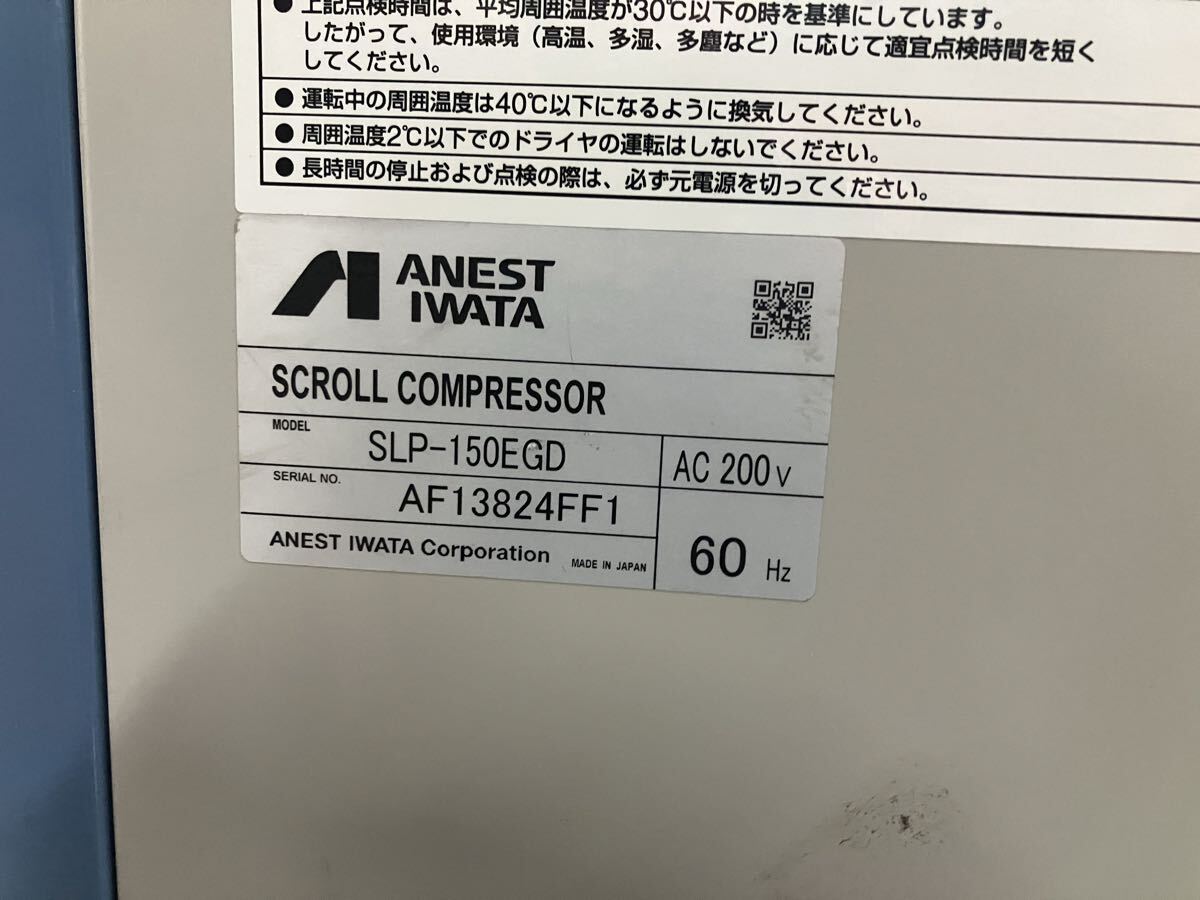 ● 上記点検時間は、平均周囲温度が30℃以下の時を基準にしています。
したがって、使用環境（高温、多湿、多塵など）に応じて適宜点検時間を短く
してください。
● 運転中の周囲温度は40℃以下になるように換気してください。
● 周囲温度2℃以下でのドライヤの運転はしないでください。
● 長時間の停止および点検の際は、必ず元電源を切ってください。
ANEST
IWATA
SCROLL COMPRESSOR
MODEL SLP-150EGD
AC 200 V
SERIAL NO. AF13824FF1
60 Hz
ANEST IWATA Corporation MADE IN JAPAN